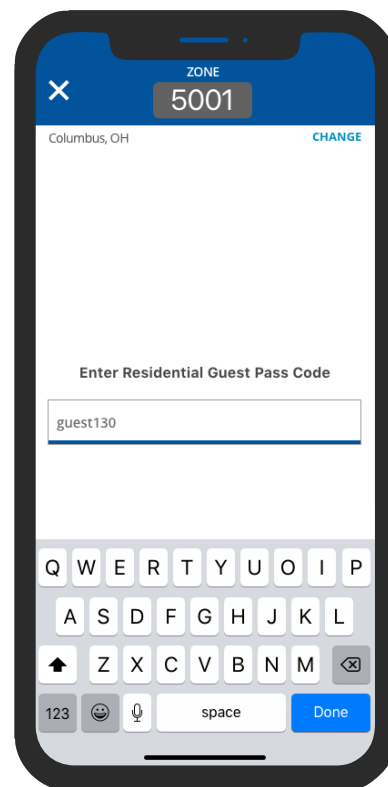 ZONE
5001
Columbus, OH CHANGE
Enter Residential Guest Pass Code
guest130
Q W E R T Y U O I P
A S D F G H J K L
Z X C V B N M
123 space Done